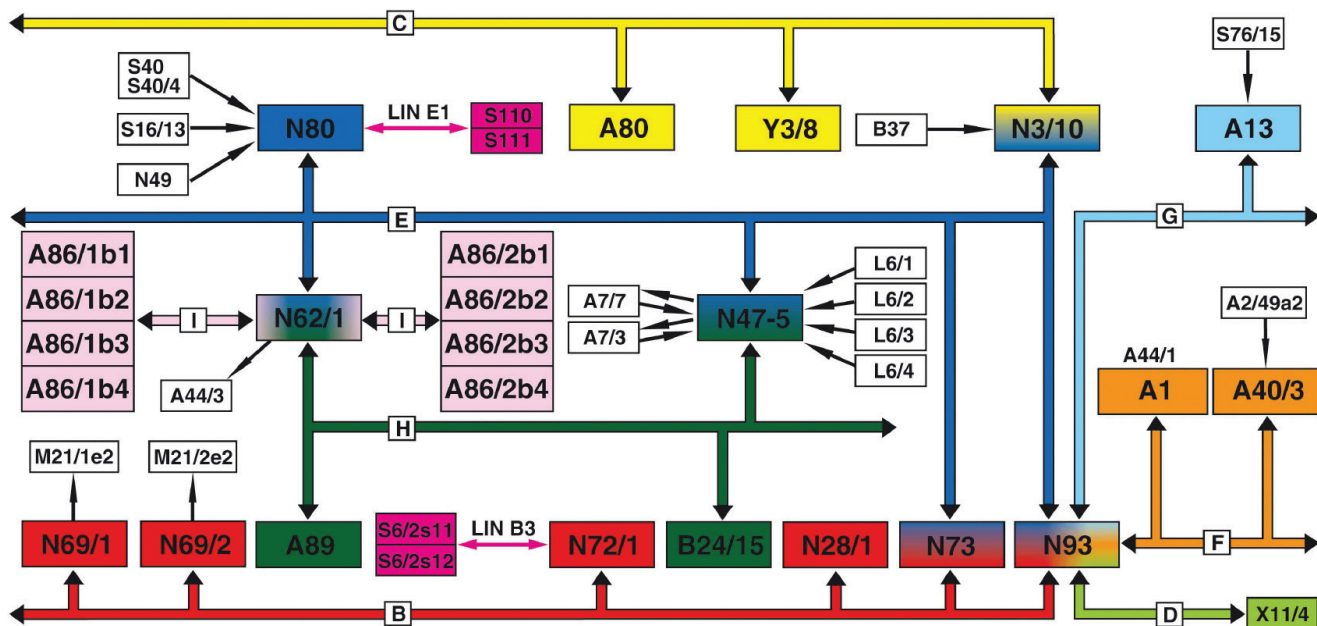 C
S76/15
S40
S40/4
LIN E1
S110
S111
N80
A80
Y3/8
B37
N3/10
A13
S16/13
N49
E
G
A86/1b1
A86/1b2
A86/1b3
A86/1b4
I
N62/1
I
A86/2b1
A86/2b2
A86/2b3
A86/2b4
A44/3
A7/7
A7/3
N47-5
L6/1
L6/2
L6/3
L6/4
A2/49a2
A44/1
A1
A40/3
H
M21/1e2
M21/2e2
N69/1
N69/2
A89
S6/2s11
S6/2s12
LIN B3
N72/1
B24/15
N28/1
N73
N93
F
B
D
X11/4